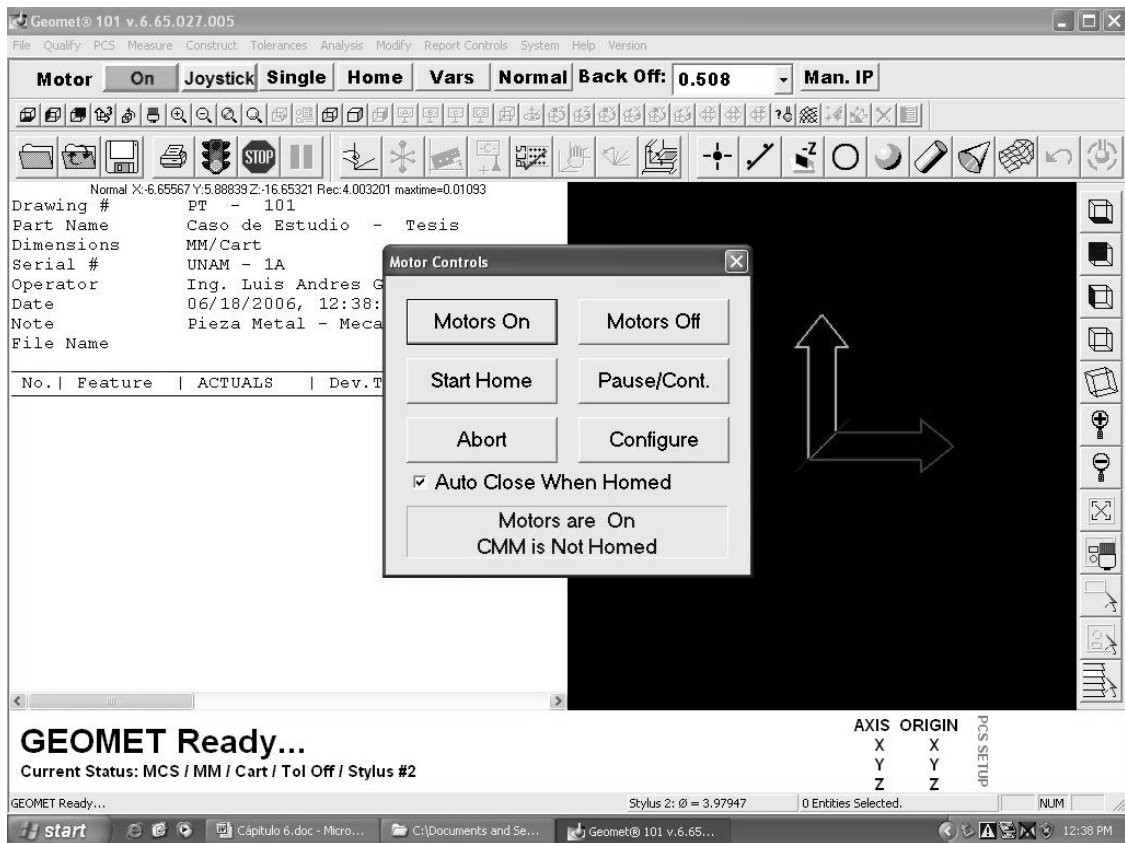 Geomet® 101 v.6.65.027.005
File Qualify PCS Measure Construct Tolerances Analysis Modify Report Controls System Help Version
Motor On Joystick Single Home Vars Normal Back Off: 0.508 Man. IP
STOP
-C-
-Z
Normal X:-6.65567 Y:5.88839 Z:-16.65321 Rec:4.003201 maxtime=0.01093
Drawing # PT - 101
Part Name Caso de Estudio - Tesis
Dimensions MM/Cart
Serial # UNAM - 1A
Operator Ing. Luis Andres G
Date 06/18/2006, 12:38:
Note Pieza Metal - Meca
File Name
No.| Feature | ACTUALS | Dev.T
Motor Controls
Motors On Motors Off
Start Home Pause/Cont.
Abort Configure
Auto Close When Homed
Motors are On
CMM is Not Homed
GEOMET Ready...
Current Status: MCS / MM / Cart / Tol Off / Stylus #2
AXIS ORIGIN
X X
Y Y
Z Z
PCS SETUP
GEOMET Ready... Stylus 2: Ø = 3.97947 0 Entities Selected. NUM
start Cápitulo 6.doc - Micro... C:\Documents and Se... Geomet® 101 v.6.65... 12:38 PM